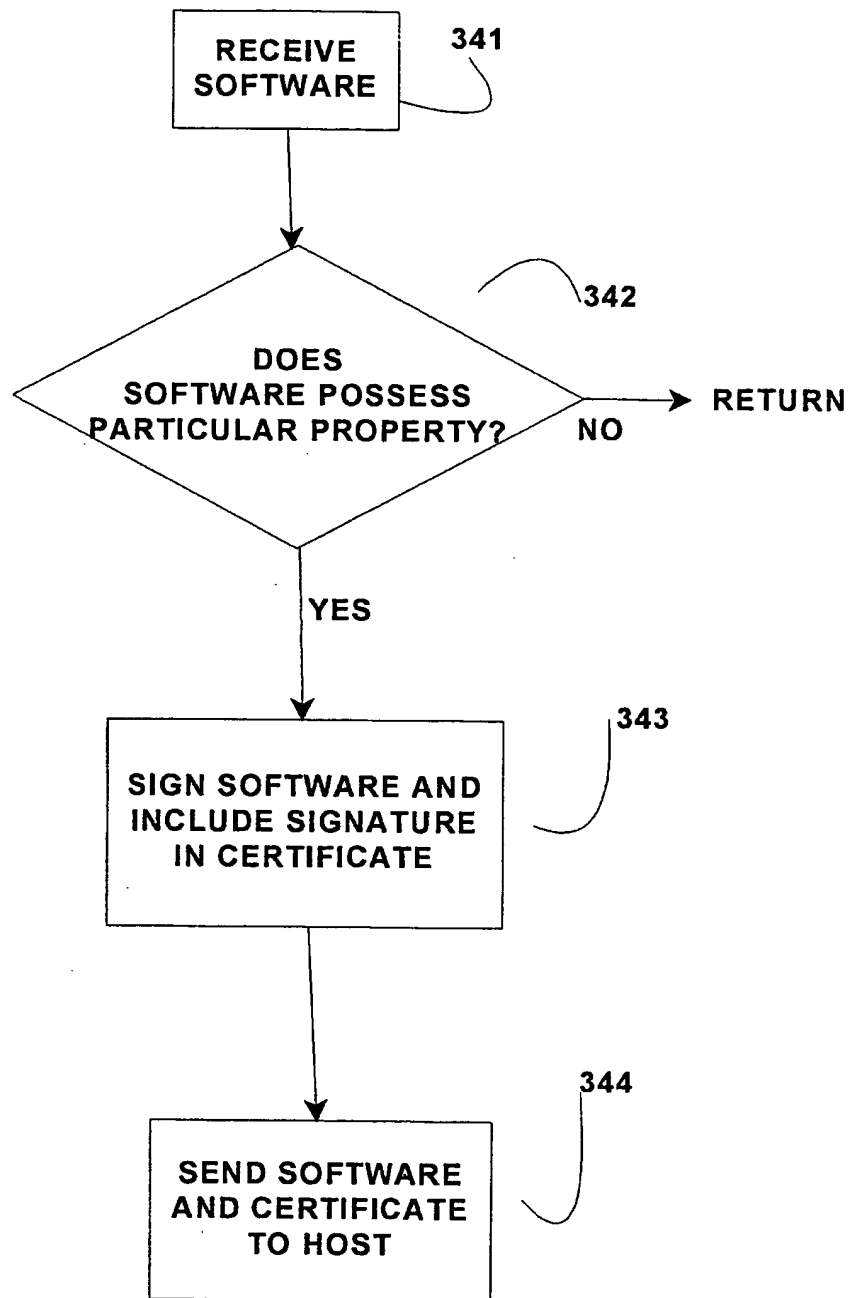 RECEIVE
SOFTWARE
341
342
DOES
SOFTWARE POSSESS
PARTICULAR PROPERTY?
NO
RETURN
YES
343
SIGN SOFTWARE AND
INCLUDE SIGNATURE
IN CERTIFICATE
344
SEND SOFTWARE
AND CERTIFICATE
TO HOST